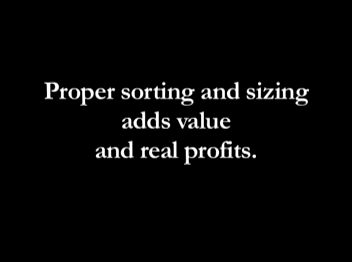 Proper sorting and sizing
adds value
and real profits.